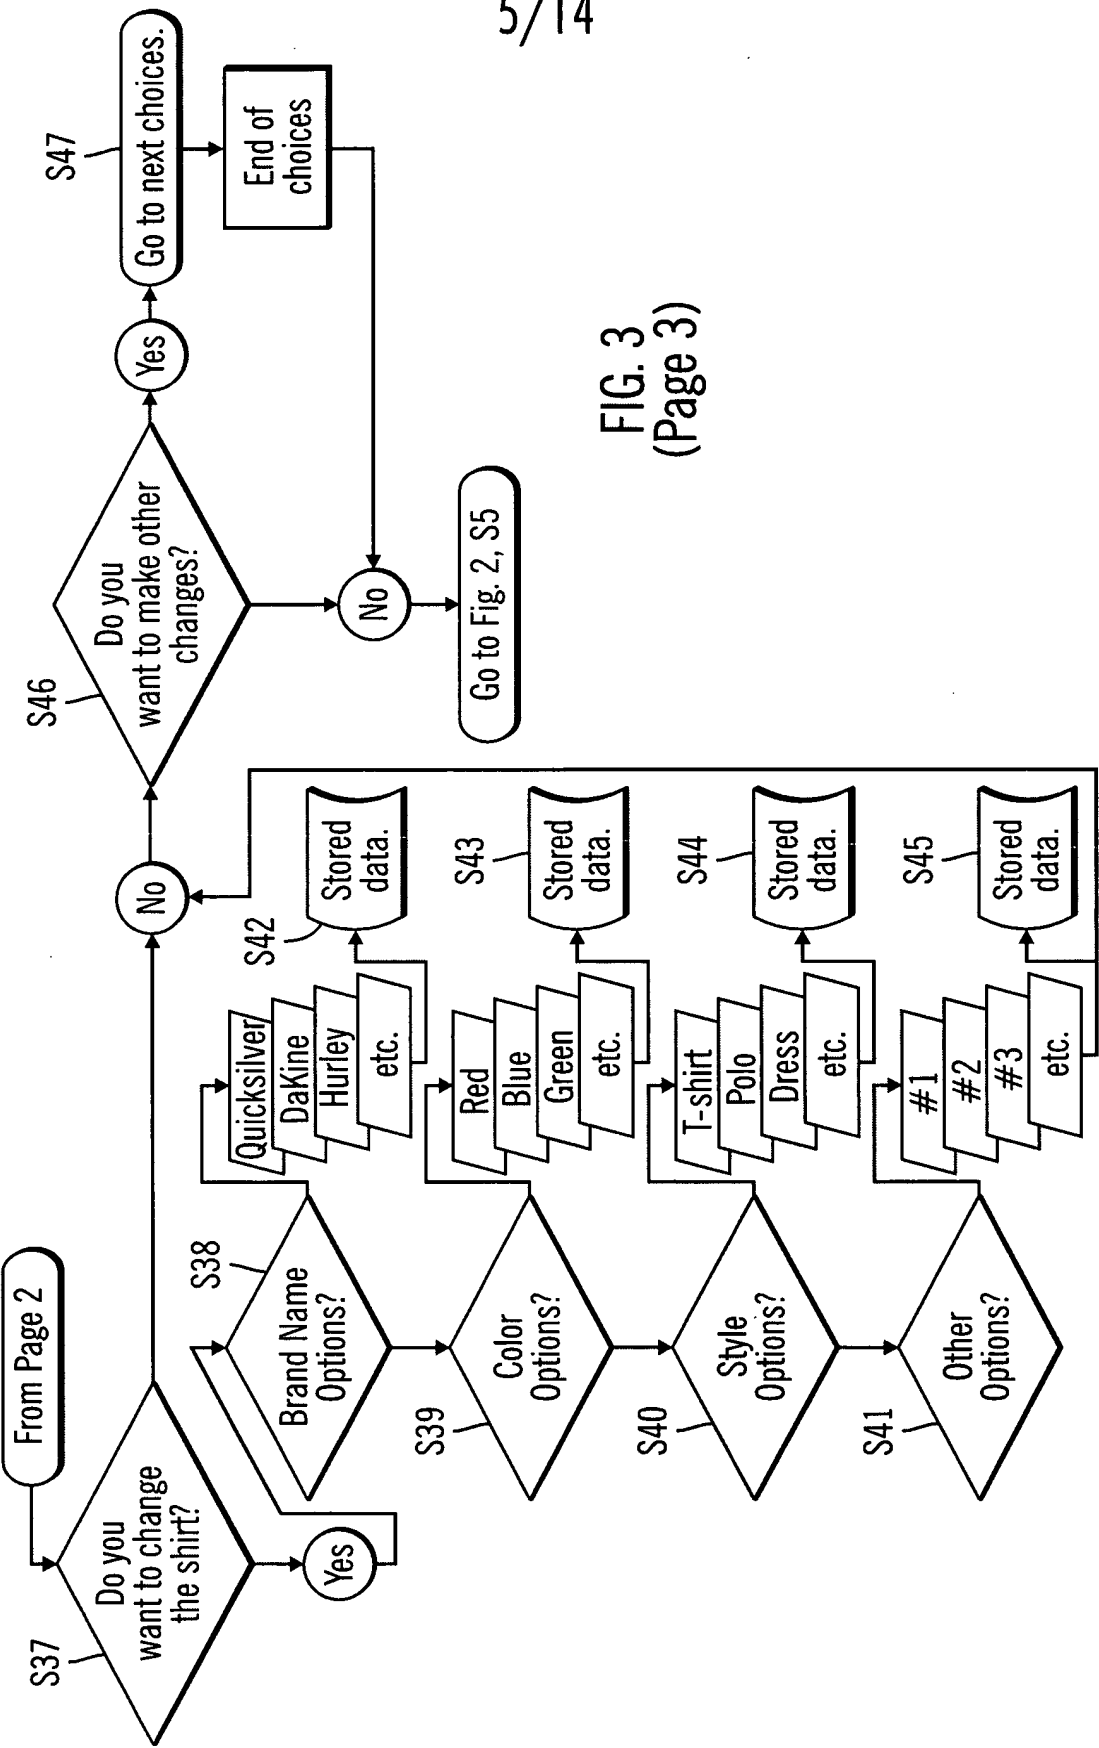 5/14
From Page 2
S37
Do you
want to change
the shirt?
Yes
No
S46
Do you
want to make other
changes?
Yes
S47
Go to next choices.
End of
choices
No
Go to Fig. 2, S5
S38
Brand Name
Options?
Quicksilver
DaKine
Hurley
etc.
S42
Stored
data.
S39
Color
Options?
Red
Blue
Green
etc.
S43
Stored
data.
S40
Style
Options?
T-shirt
Polo
Dress
etc.
S44
Stored
data.
S41
Other
Options?
#1
#2
#3
etc.
S45
Stored
data.
FIG. 3
(Page 3)